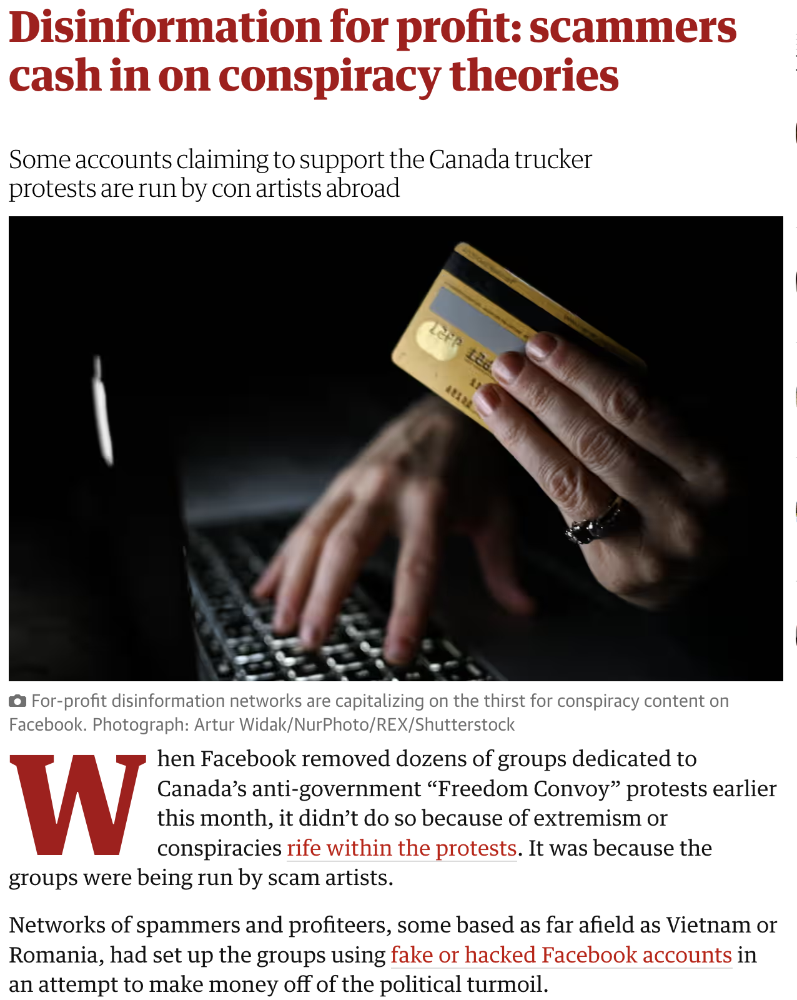 Disinformation for profit: scammers
cash in on conspiracy theories
Some accounts claiming to support the Canada trucker
protests are run by con artists abroad
For-profit disinformation networks are capitalizing on the thirst for conspiracy content on
Facebook. Photograph: Artur Widak/NurPhoto/REX/Shutterstock
When Facebook removed dozens of groups dedicated to
Canada’s anti-government “Freedom Convoy” protests earlier
this month, it didn’t do so because of extremism or
conspiracies rife within the protests. It was because the
groups were being run by scam artists.
Networks of spammers and profiteers, some based as far afield as Vietnam or
Romania, had set up the groups using fake or hacked Facebook accounts in
an attempt to make money off of the political turmoil.